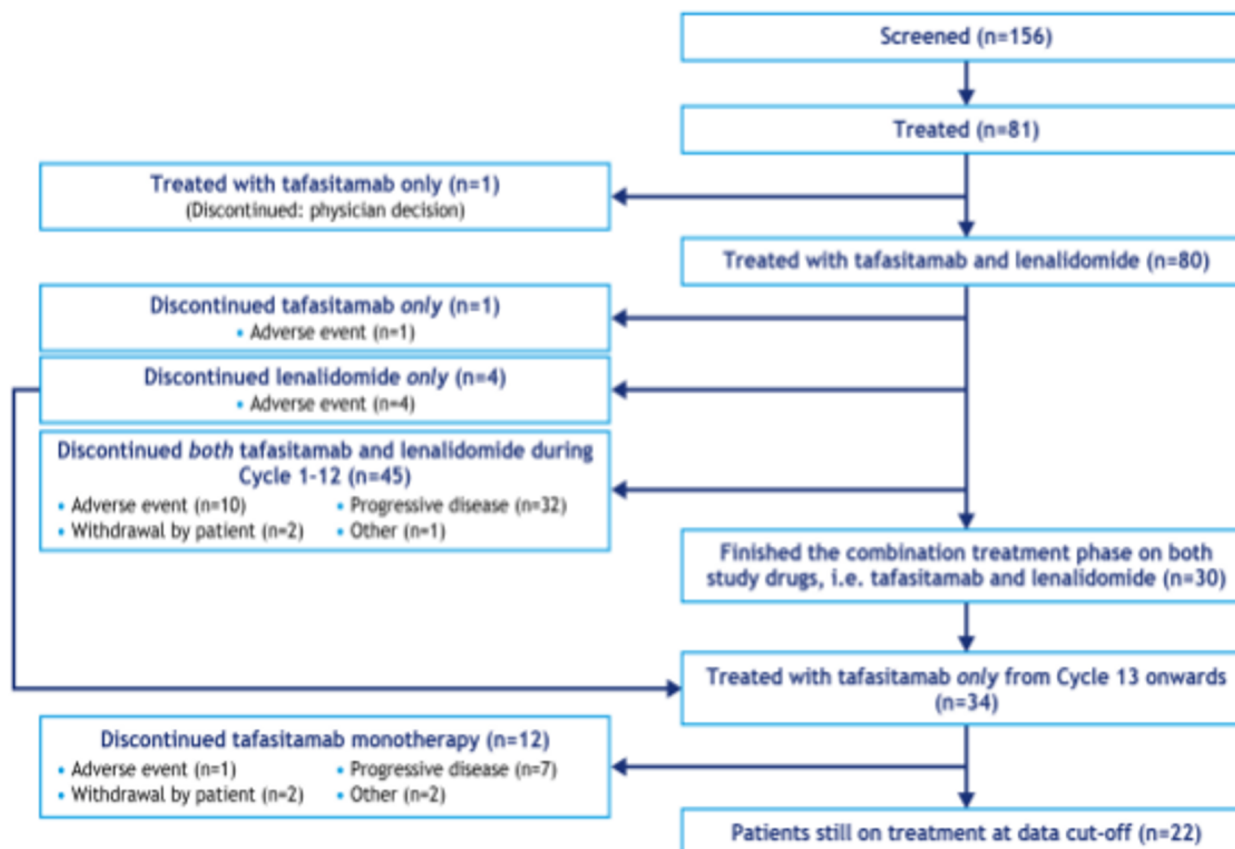 Screened (n=156)
Treated (n=81)
Treated with tafasitamab only (n=1)
(Discontinued: physician decision)
Treated with tafasitamab and lenalidomide (n=80)
Discontinued tafasitamab only (n=1)
• Adverse event (n=1)
Discontinued lenalidomide only (n=4)
• Adverse event (n=4)
Discontinued both tafasitamab and lenalidomide during
Cycle 1-12 (n=45)
• Adverse event (n=10)
• Progressive disease (n=32)
• Withdrawal by patient (n=2)
• Other (n=1)
Finished the combination treatment phase on both
study drugs, i.e. tafasitamab and lenalidomide (n=30)
Treated with tafasitamab only from Cycle 13 onwards
(n=34)
Discontinued tafasitamab monotherapy (n=12)
• Adverse event (n=1)
• Progressive disease (n=7)
• Withdrawal by patient (n=2)
• Other (n=2)
Patients still on treatment at data cut-off (n=22)